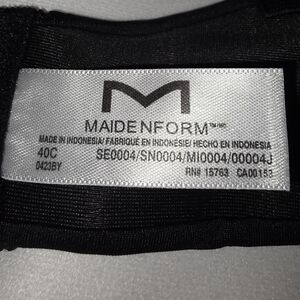 M
MAIDENFORM™/MC
MADE IN INDONESIA/ FABRIQUÉ EN INDONÉSIE/ HECHO EN INDONESIA
40C SE0004/SN0004/MI0004/00004J
0423BY RN# 15763 CA00153